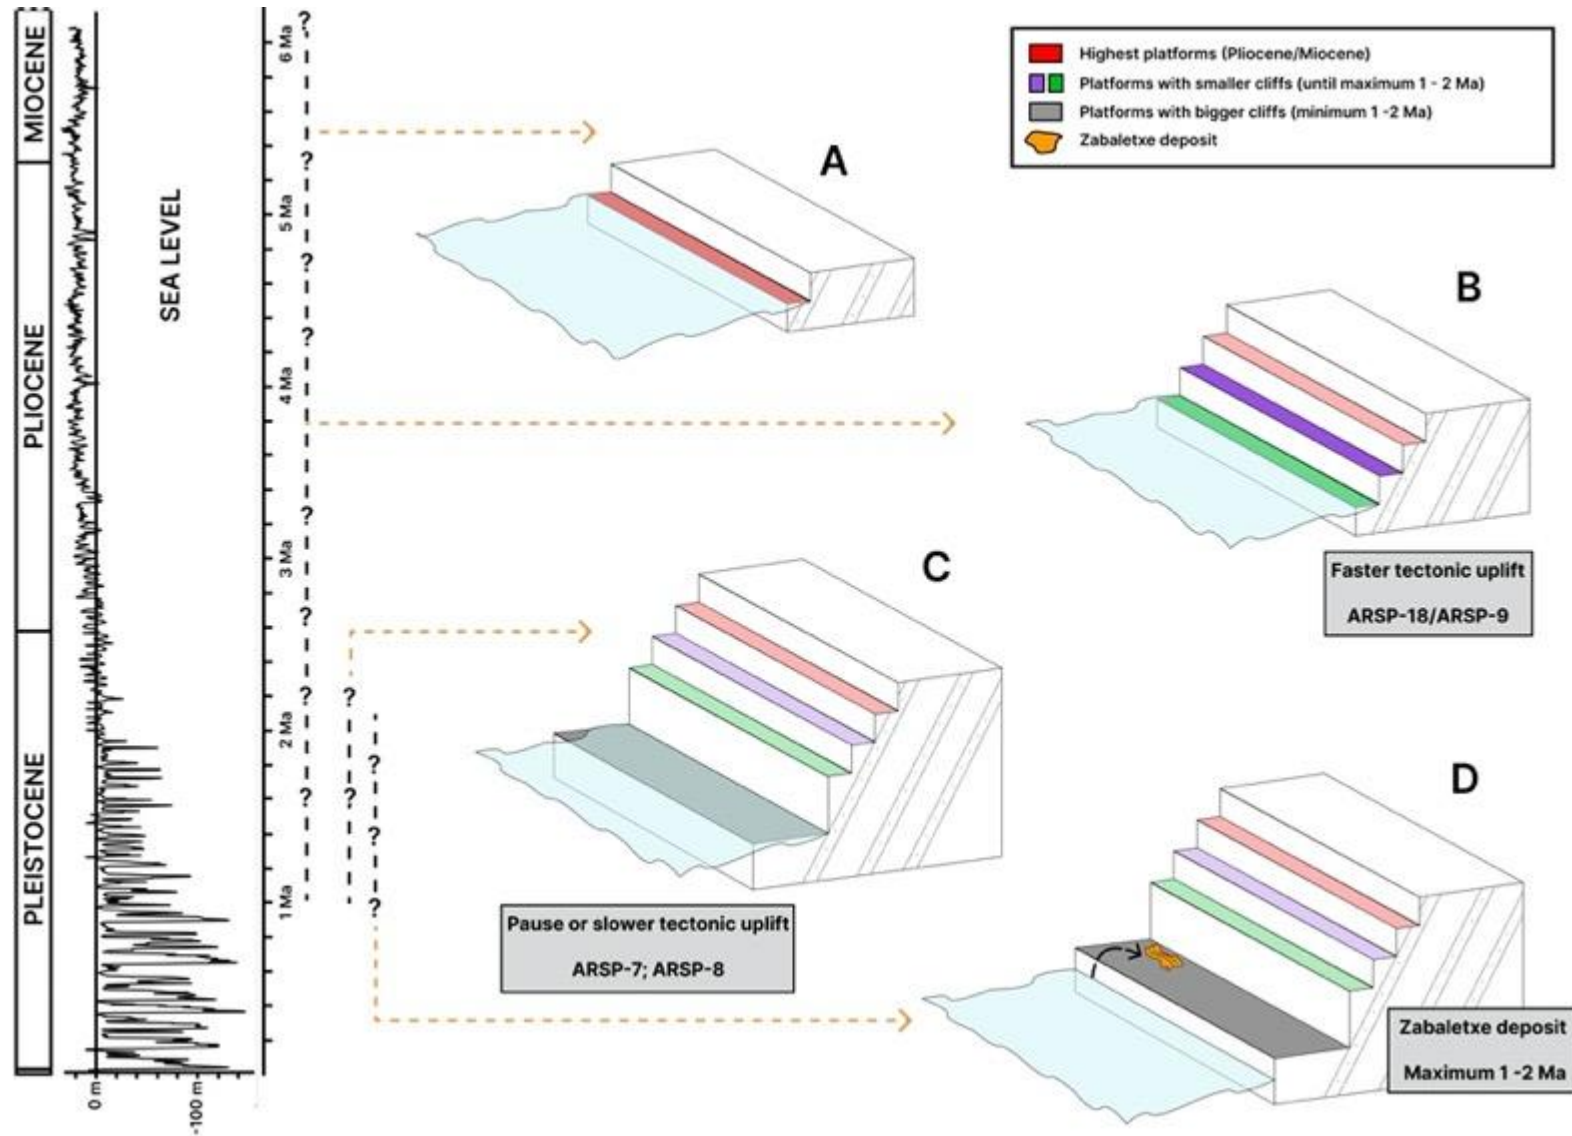 MIOCENE
PLIOCENE
PLEISTOCENE
SEA LEVEL
0 m
-100 m
6 Ma
5 Ma
4 Ma
3 Ma
2 Ma
1 Ma
?
?
?
?
?
?
?
?
?
?
?
?
?
A
B
C
D
Highest platforms (Pliocene/Miocene)
Platforms with smaller cliffs (until maximum 1 - 2 Ma)
Platforms with bigger cliffs (minimum 1 -2 Ma)
Zabaletxe deposit
Faster tectonic uplift
ARSP-18/ARSP-9
Pause or slower tectonic uplift
ARSP-7; ARSP-8
Zabaletxe deposit
Maximum 1 -2 Ma